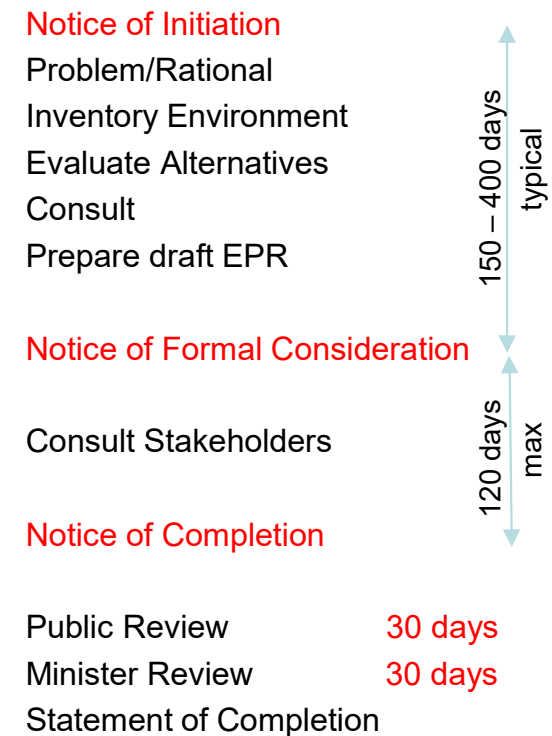 Notice of Initiation
Problem/Rational
Inventory Environment
Evaluate Alternatives
Consult
Prepare draft EPR
150 – 400 days
typical
Notice of Formal Consideration
Consult Stakeholders
120 days
max
Notice of Completion
Public Review 30 days
Minister Review 30 days
Statement of Completion